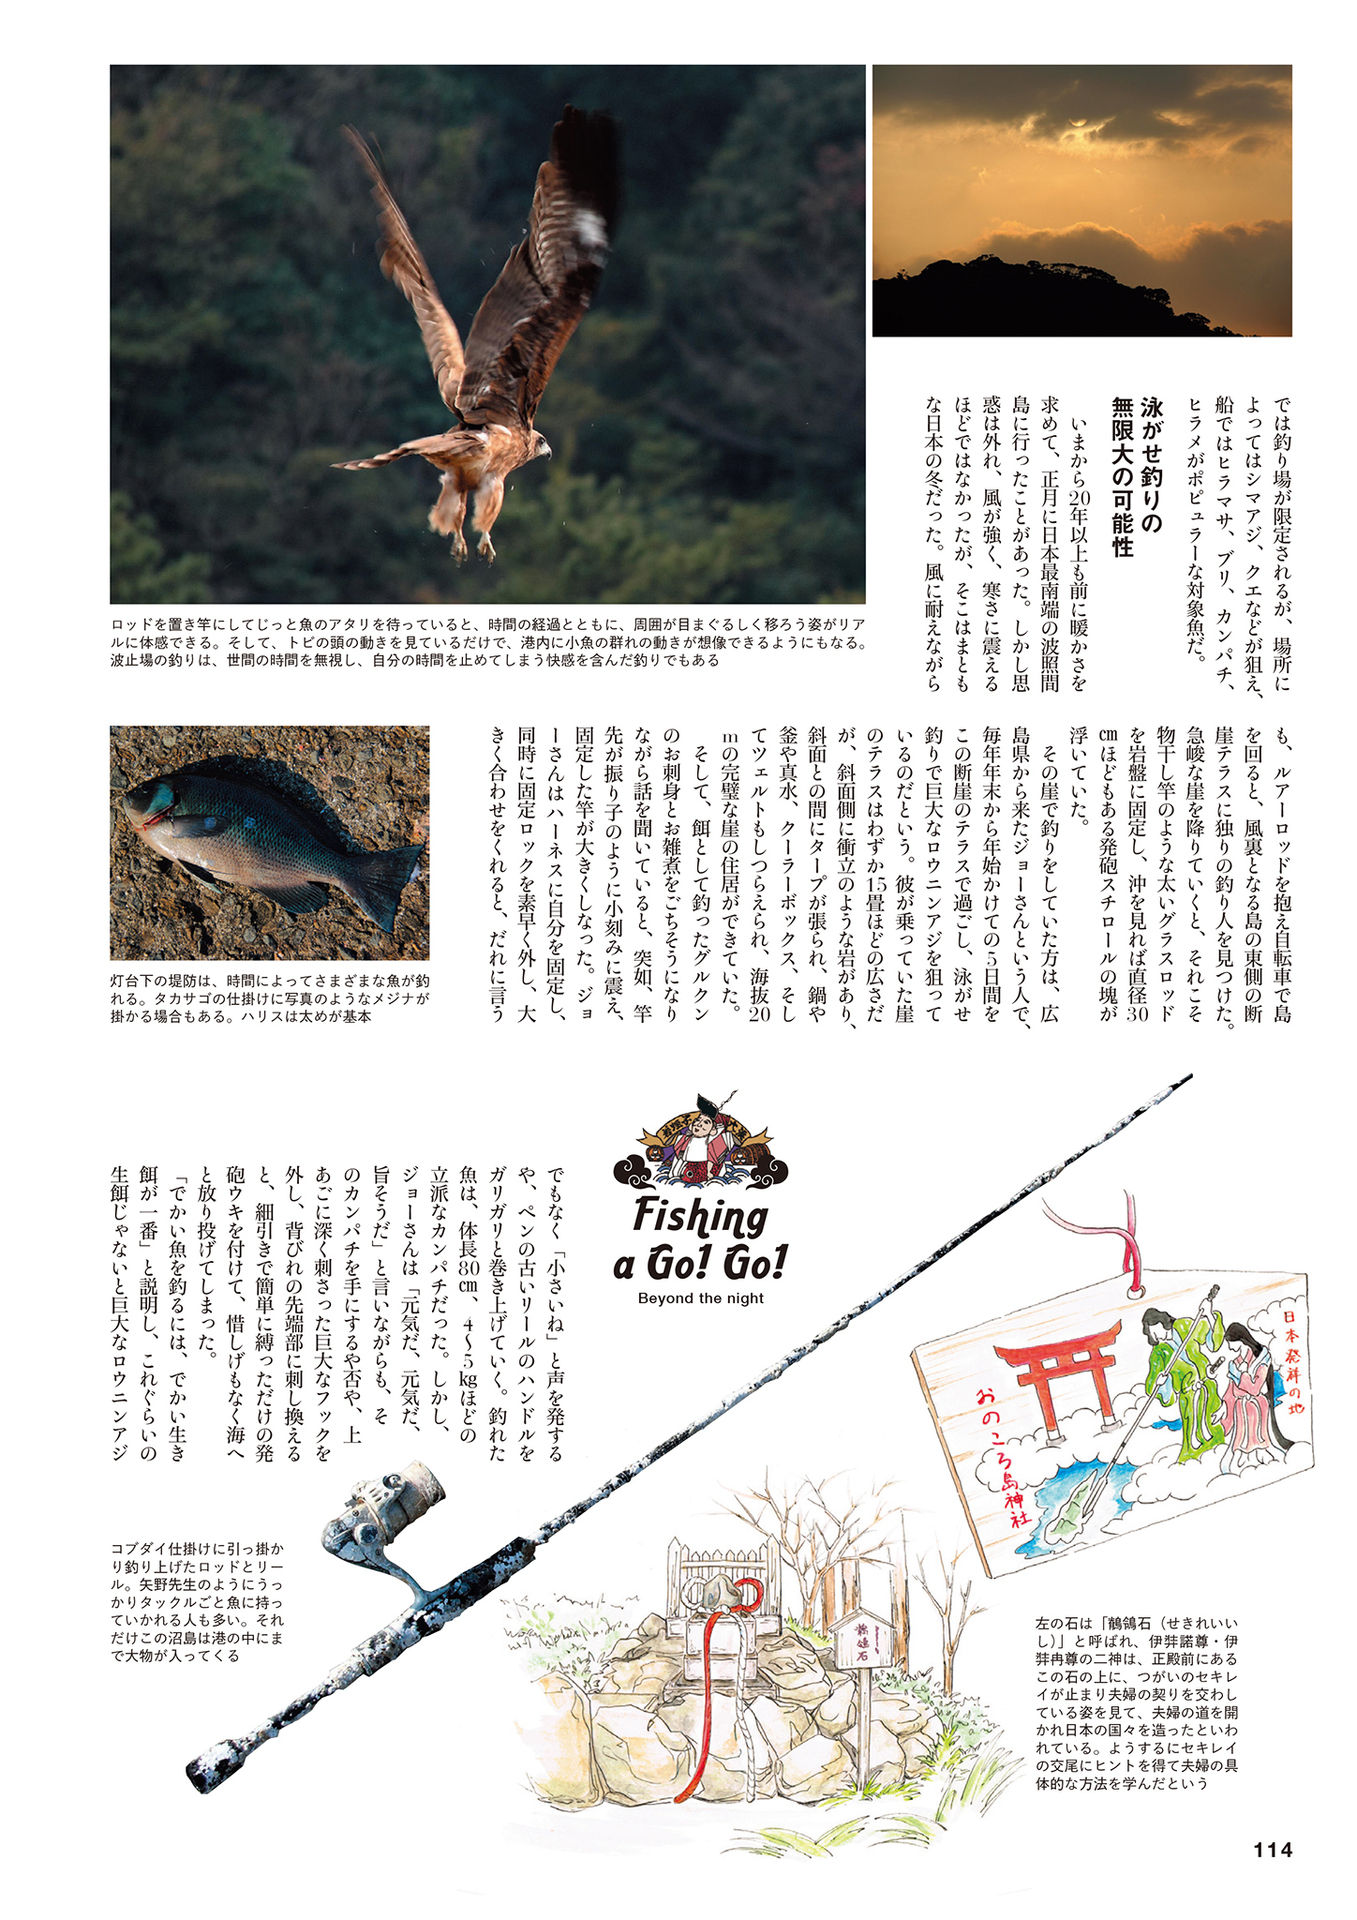 では釣り場が限定されるが、場所に
よってはシマアジ、クエなどが狙え、
船ではヒラマサ、ブリ、カンパチ、
ヒラメがポピュラーな対象魚だ。
泳がせ釣りの
無限大の可能性
いまから20年以上も前に暖かさを
求めて、正月に日本最南端の波照間
島に行ったことがあった。しかし思
惑は外れ、風が強く、寒さに震える
ほどではなかったが、そこはまとも
な日本の冬だった。風に耐えながら
ロッドを置き竿にしてじっと魚のアタリを待っていると、時間の経過とともに、周囲が目まぐるしく移ろう姿がリア
ルに体感できる。そして、トビの頭の動きを見ているだけで、港内に小魚の群れの動きが想像できるようにもなる。
波止場の釣りは、世間の時間を無視し、自分の時間を止めてしまう快感を含んだ釣りでもある
も、ルアーロッドを抱え自転車で島
を回ると、風裏となる島の東側の断
崖テラスに独りの釣り人を見つけた。
急峻な崖を降りていくと、それこそ
物干し竿のような太いグラスロッド
を岩盤に固定し、沖を見れば直径30
㎝ほどもある発砲スチロールの塊が
浮いていた。
その崖で釣りをしていた方は、広
島県から来たジョーさんという人で、
毎年年末から年始かけての5日間を
この断崖のテラスで過ごし、泳がせ
釣りで巨大なロウニンアジを狙って
いるのだという。彼が乗っていた崖
のテラスはわずか15畳ほどの広さだ
が、斜面側に衝立のような岩があり、
斜面との間にタープが張られ、鍋や
釜や真水、クーラーボックス、そし
てツェルトもしつらえられ、海抜20
mの完璧な崖の住居ができていた。
そして、餌として釣ったグルクン
のお刺身とお雑煮をごちそうになり
ながら話を聞いていると、突如、竿
先が振り子のように小刻みに震え、
固定した竿が大きくしなった。ジョ
ーさんはハーネスに自分を固定し、
同時に固定ロックを素早く外し、大
きく合わせをくれると、だれに言う
灯台下の堤防は、時間によってさまざまな魚が釣
れる。タカサゴの仕掛けに写真のようなメジナが
掛かる場合もある。ハリスは太めが基本
Fishing
a Go! Go!
Beyond the night
でもなく「小さいね」と声を発する
や、ペンの古いリールのハンドルを
ガリガリと巻き上げていく。釣れた
魚は、体長80㎝、4〜5㎏ほどの
立派なカンパチだった。しかし、
ジョーさんは「元気だ、元気だ、
旨そうだ」と言いながらも、そ
のカンパチを手にするや否や、上
あごに深く刺さった巨大なフックを
外し、背びれの先端部に刺し換える
と、細引きで簡単に縛っただけの発
砲ウキを付けて、惜しげもなく海へ
と放り投げてしまった。
「でかい魚を釣るには、でかい生き
餌が一番」と説明し、これぐらいの
生餌じゃないと巨大なロウニンアジ
日本発祥の地
おのころ島神社
鶺鴒石
コブダイ仕掛けに引っ掛か
り釣り上げたロッドとリー
ル。矢野先生のようにうっ
かりタックルごと魚に持っ
ていかれる人も多い。それ
だけこの沼島は港の中にま
で大物が入ってくる
左の石は「鶺鴒石（せきれいい
し）」と呼ばれ、伊弉諾尊・伊
弉冉尊の二神は、正殿前にある
この石の上に、つがいのセキレ
イが止まり夫婦の契りを交わし
ている姿を見て、夫婦の道を開
かれ日本の国々を造ったといわ
れている。ようするにセキレイ
の交尾にヒントを得て夫婦の具
体的な方法を学んだという
114